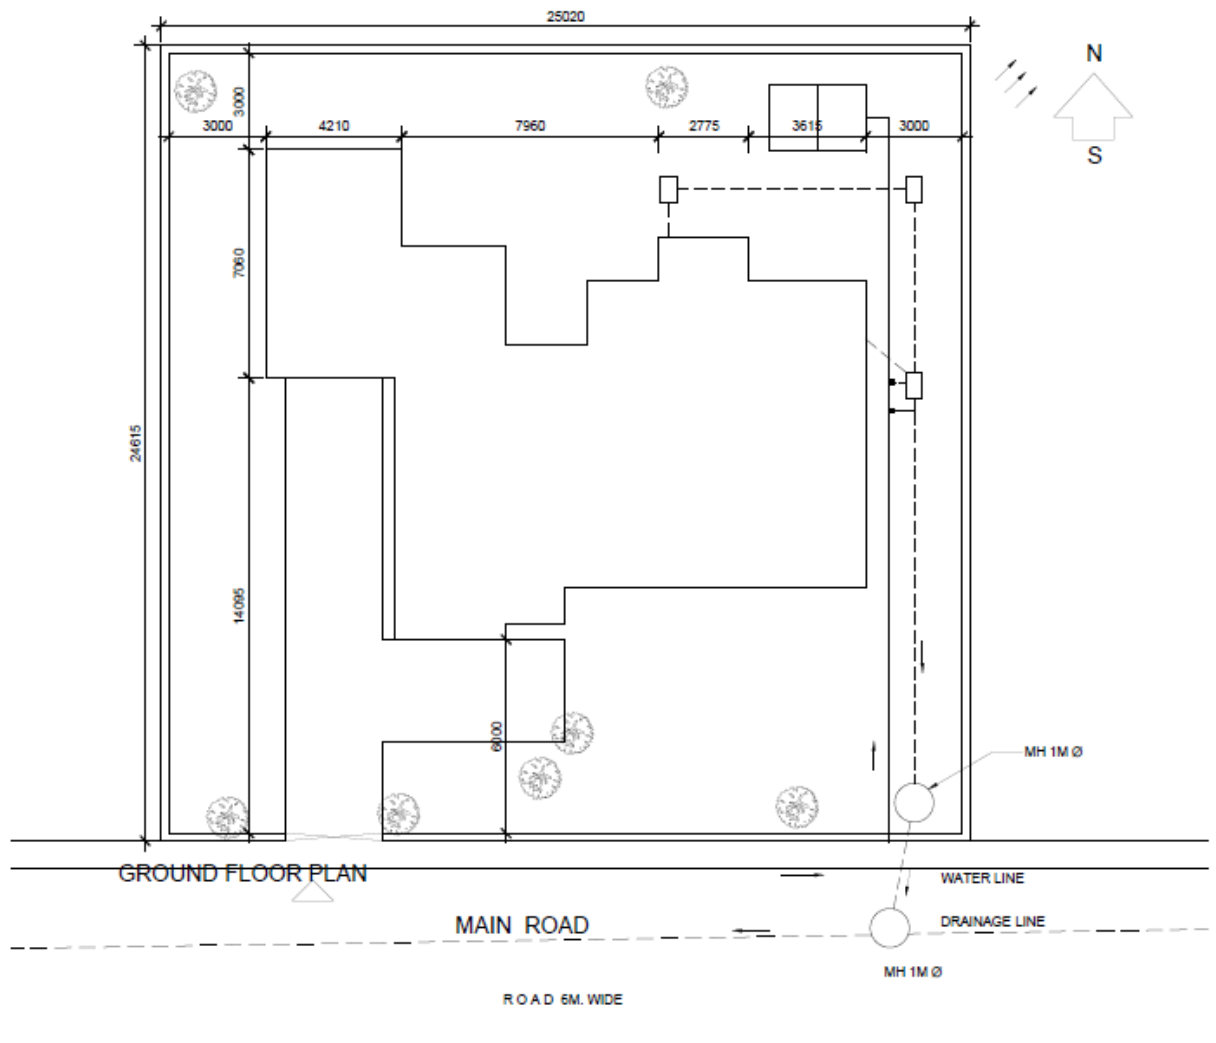 25020
N
3000
3000
4210
7960
2775
3615
3000
S
7060
24615
14095
6000
MH 1M Ø
GROUND FLOOR PLAN
WATER LINE
MAIN ROAD
DRAINAGE LINE
MH 1M Ø
ROAD 6M. WIDE